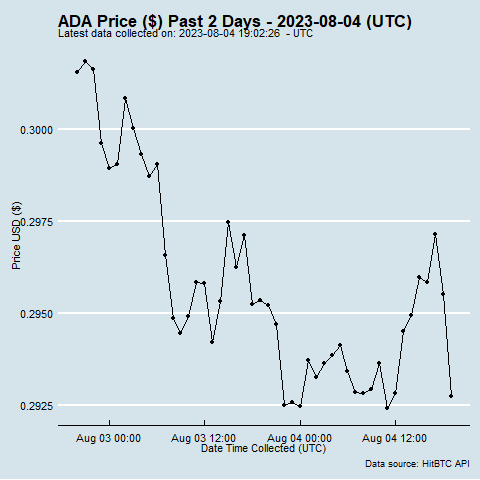 ADA Price ($) Past 2 Days - 2023-08-04 (UTC)
Latest data collected on: 2023-08-04 19:02:26 - UTC
0.3000
0.2975
Price USD ($)
0.2950
0.2925
Aug 03 00:00 Aug 03 12:00 Aug 04 00:00 Aug 04 12:00
Date Time Collected (UTC)
Data source: HitBTC API